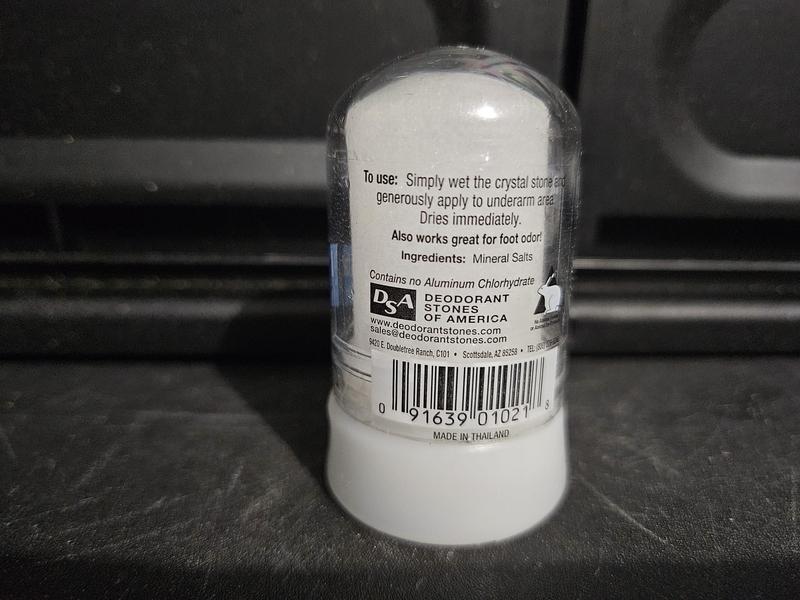 To use: Simply wet the crystal stone and
generously apply to underarm area.
Dries immediately.
Also works great for foot odor!
Ingredients: Mineral Salts
Contains no Aluminum Chlorhydrate
DSA
DEODORANT
STONES
OF AMERICA
www.deodorantstones.com
sales@deodorantstones.com
9420 E. Doubletree Ranch, C101 • Scottsdale, AZ 85258 • TEL:
0 91639 01021 8
MADE IN THAILAND